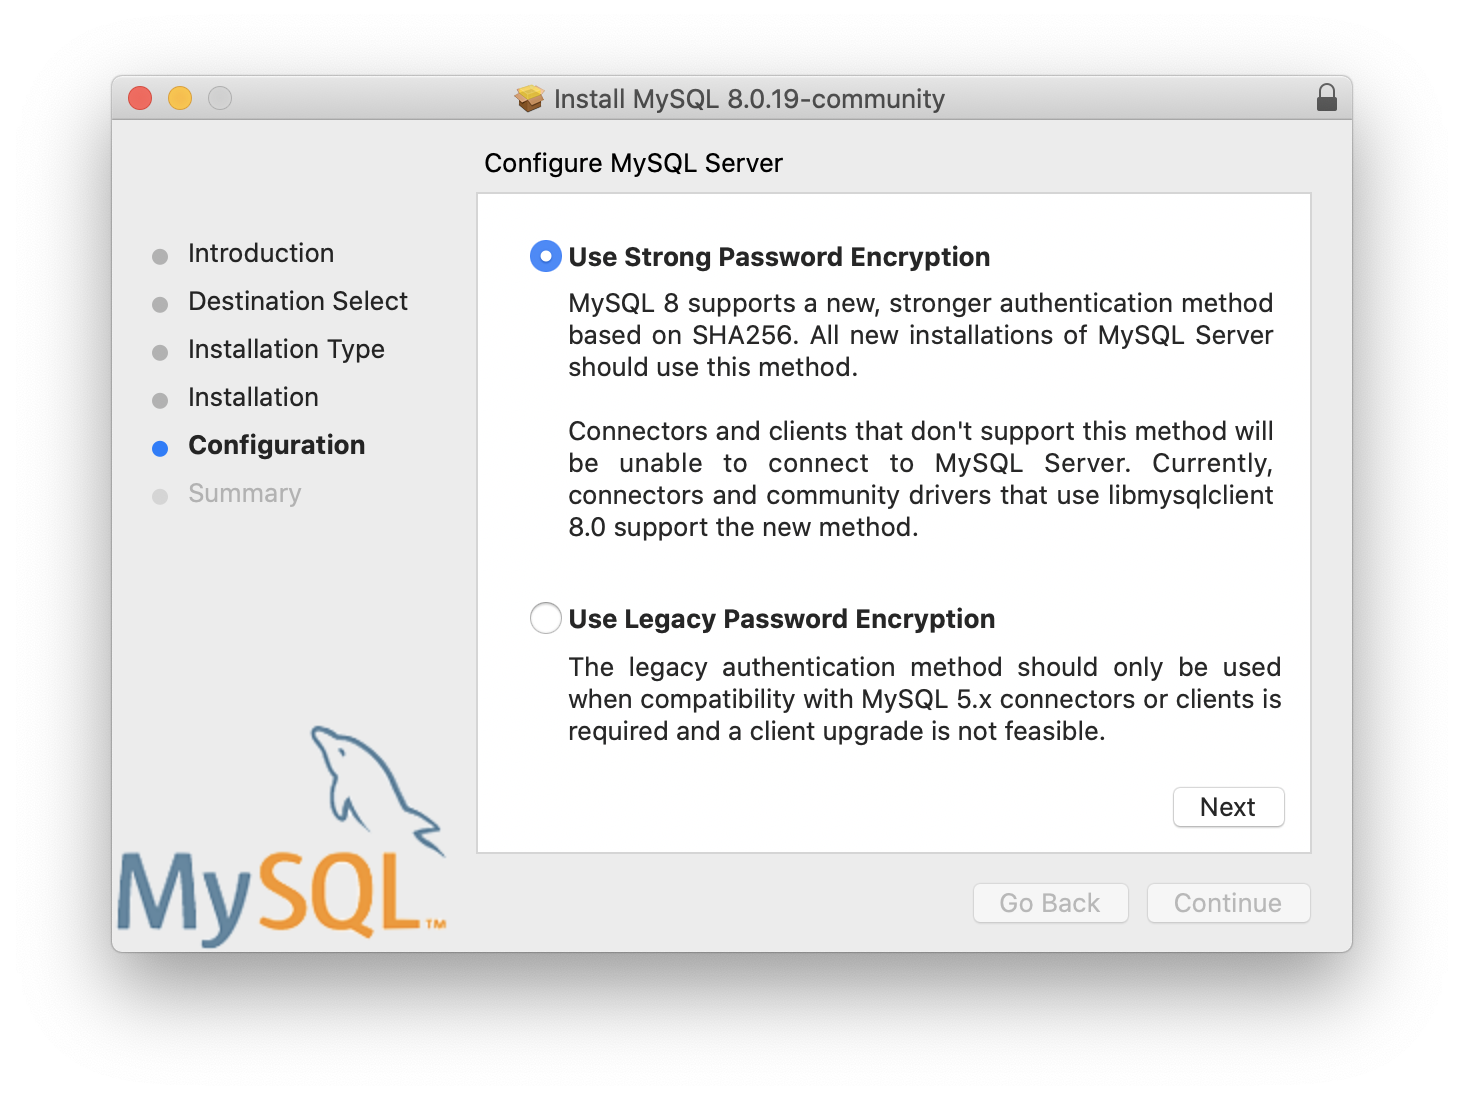 Install MySQL 8.0.19-community
Configure MySQL Server
Introduction
Destination Select
Installation Type
Installation
Configuration
Summary
Use Strong Password Encryption
MySQL 8 supports a new, stronger authentication method
based on SHA256. All new installations of MySQL Server
should use this method.
Connectors and clients that don't support this method will
be unable to connect to MySQL Server. Currently,
connectors and community drivers that use libmysqlclient
8.0 support the new method.
Use Legacy Password Encryption
The legacy authentication method should only be used
when compatibility with MySQL 5.x connectors or clients is
required and a client upgrade is not feasible.
Next
MySQL™
Go Back
Continue